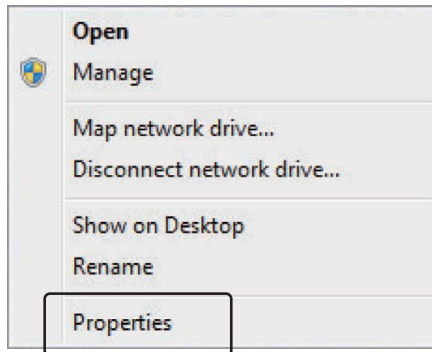 Open
Manage
Map network drive...
Disconnect network drive...
Show on Desktop
Rename
Properties